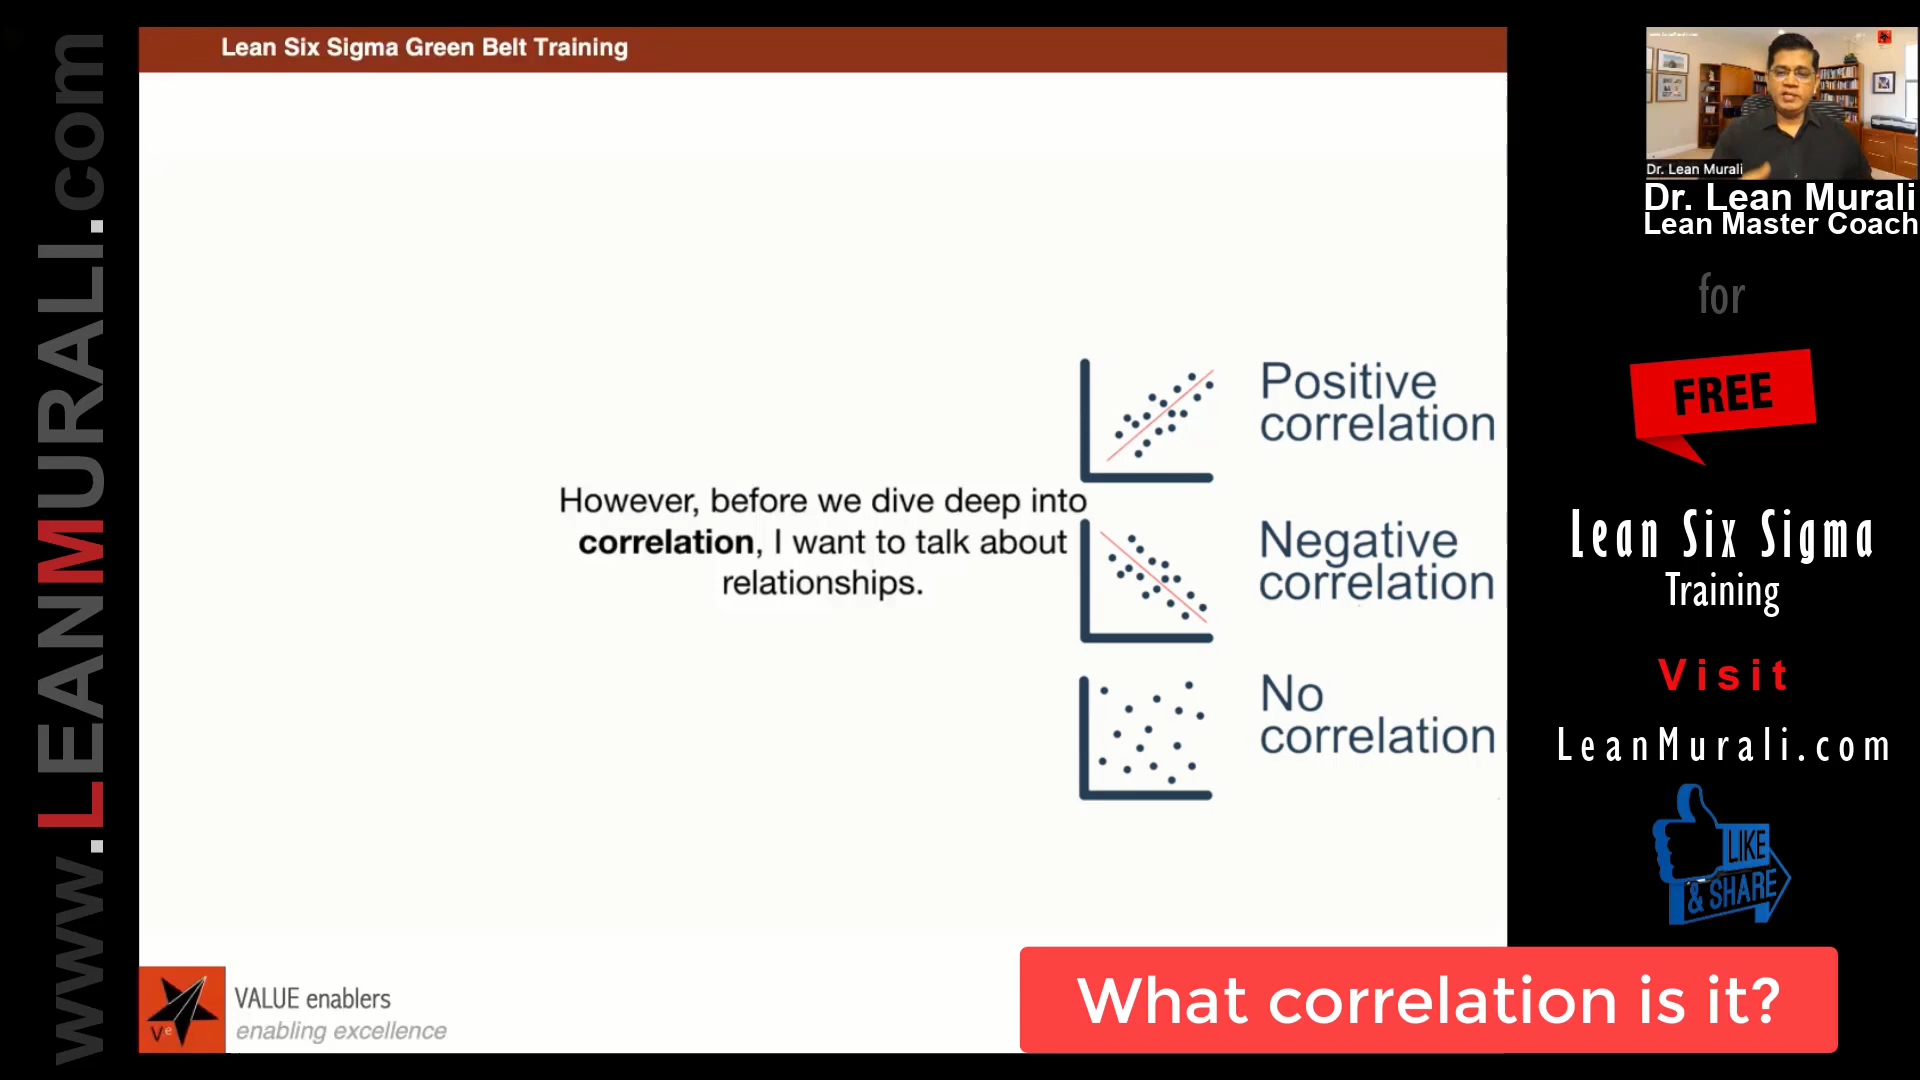 www.LEANMURALI.com
Lean Six Sigma Green Belt Training
However, before we dive deep into
correlation, I want to talk about
relationships.
Positive
correlation
Negative
correlation
No
correlation
Ve
VALUE enablers
enabling excellence
What correlation is it?
Dr. Lean Murali
Dr. Lean Murali
Lean Master Coach
for
FREE
Lean Six Sigma
Training
Visit
LeanMurali.com
LIKE
& SHARE